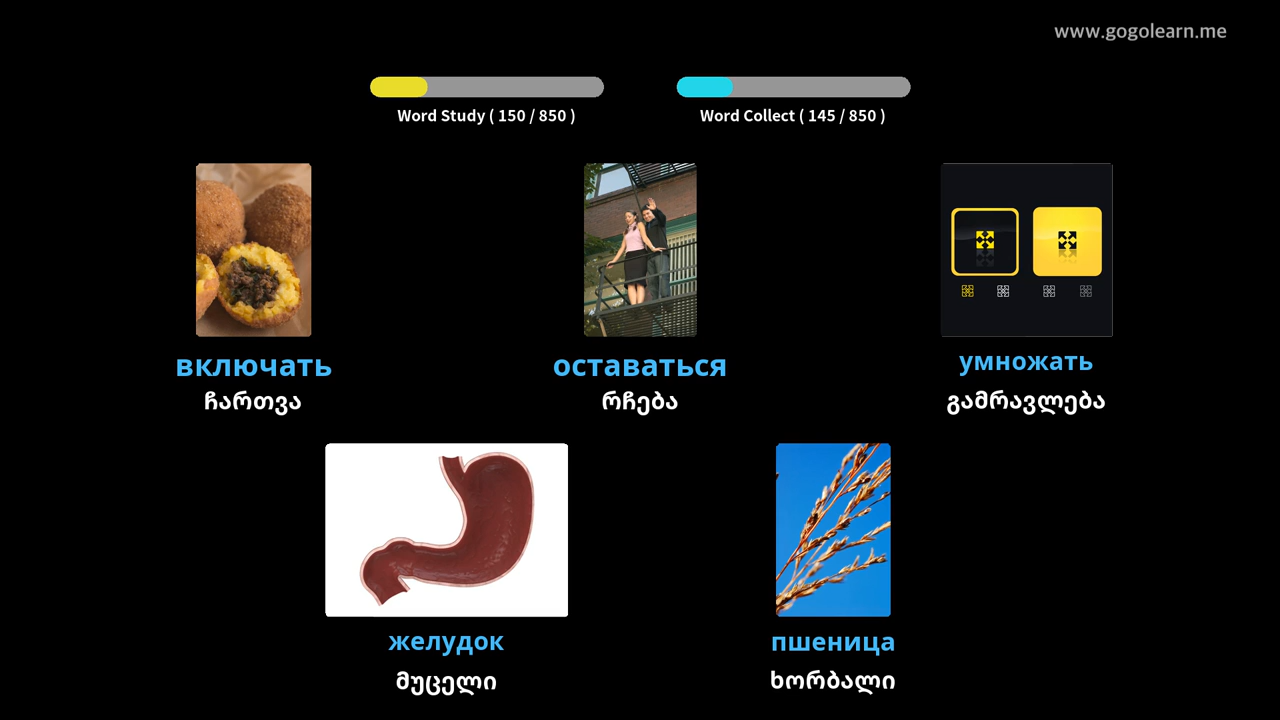 www.gogolearn.me
Word Study ( 150 / 850 )
Word Collect ( 145 / 850 )
включать
ჩართვა
оставаться
რჩება
умножать
გამრავლება
желудок
მუცელი
пшеница
ხორბალი